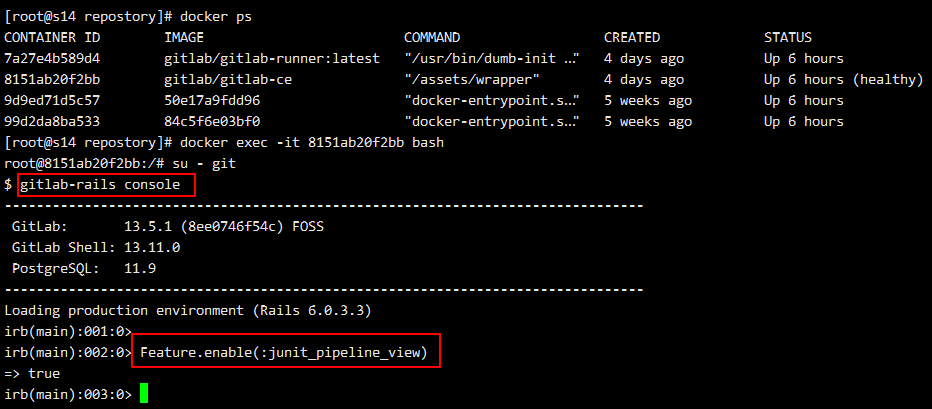 [root@s14 repostory]# docker ps
CONTAINER ID        IMAGE                         COMMAND                  CREATED             STATUS
7a27e4b589d4        gitlab/gitlab-runner:latest   "/usr/bin/dumb-init …"   4 days ago          Up 6 hours
8151ab20f2bb        gitlab/gitlab-ce              "/assets/wrapper"        4 days ago          Up 6 hours (healthy)
9d9ed71d5c57        50e17a9fdd96                  "docker-entrypoint.s…"   5 weeks ago         Up 6 hours
99d2da8ba533        84c5f6e03bf0                  "docker-entrypoint.s…"   5 weeks ago         Up 6 hours
[root@s14 repostory]# docker exec -it 8151ab20f2bb bash
root@8151ab20f2bb:/# su - git
$ gitlab-rails console
--------------------------------------------------------------------------------
 GitLab:       13.5.1 (8ee0746f54c) FOSS
 GitLab Shell: 13.11.0
 PostgreSQL:   11.9
--------------------------------------------------------------------------------
Loading production environment (Rails 6.0.3.3)
irb(main):001:0>
irb(main):002:0> Feature.enable(:junit_pipeline_view)
=> true
irb(main):003:0>